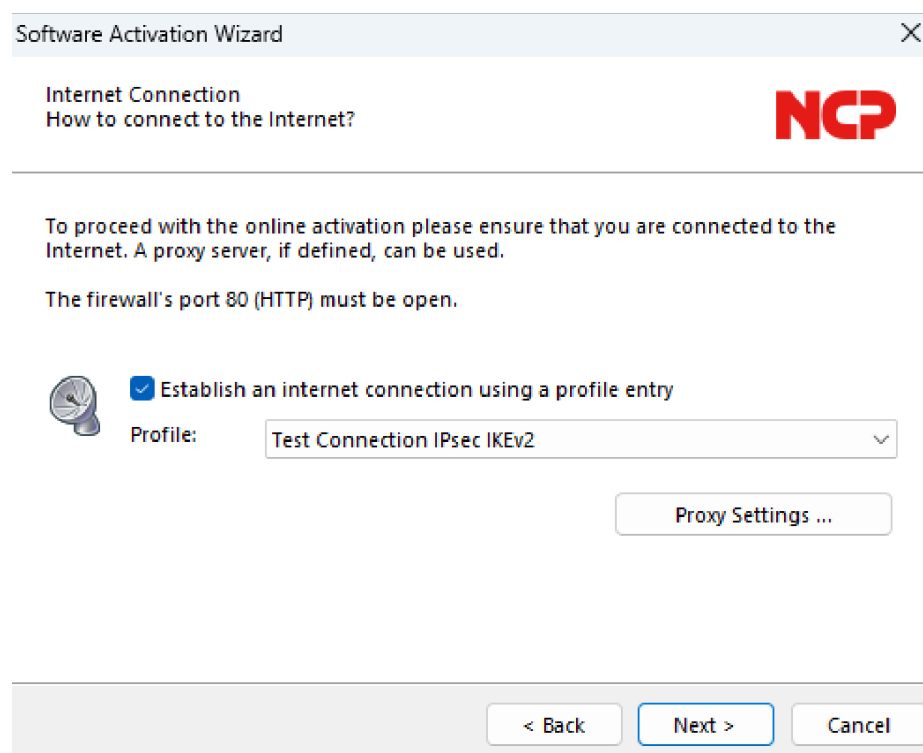 Software Activation Wizard
Internet Connection
How to connect to the Internet?
NCP
To proceed with the online activation please ensure that you are connected to the
Internet. A proxy server, if defined, can be used.
The firewall's port 80 (HTTP) must be open.
Establish an internet connection using a profile entry
Profile: Test Connection IPsec IKEv2
Proxy Settings ...
< Back Next > Cancel